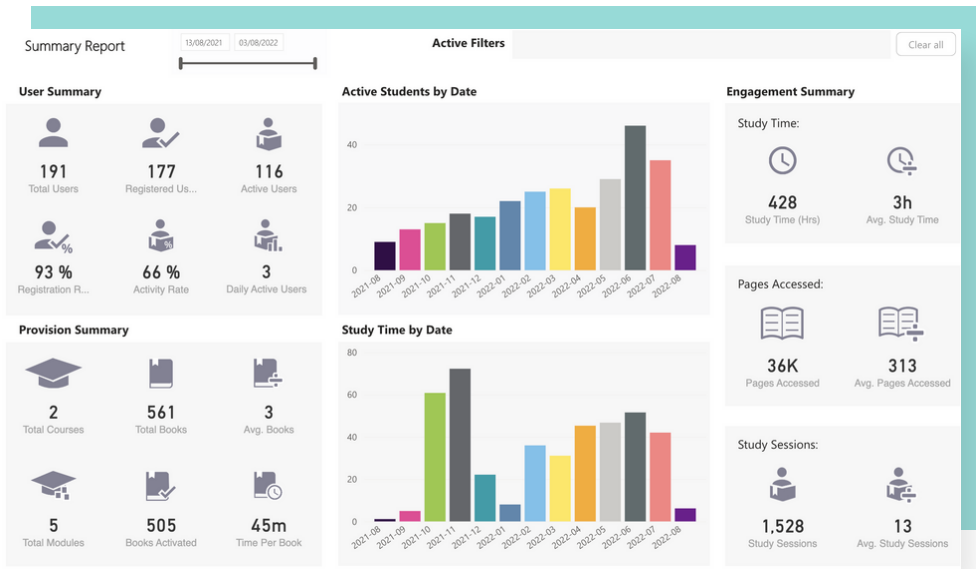 Summary Report
13/08/2021 03/08/2022
Active Filters
Clear all
User Summary
191 177 116
Total Users Registered Us... Active Users
%
%
93 % 66 % 3
Registration R... Activity Rate Daily Active Users
Provision Summary
2 561 3
Total Courses Total Books Avg. Books
5 505 45m
Total Modules Books Activated Time Per Book
Active Students by Date
40
20
0
2021-08 2021-09 2021-10 2021-11 2021-12 2022-01 2022-02 2022-03 2022-04 2022-05 2022-06 2022-07 2022-08
Study Time by Date
80
60
40
20
0
2021-08 2021-09 2021-10 2021-11 2021-12 2022-01 2022-02 2022-03 2022-04 2022-05 2022-06 2022-07 2022-08
Engagement Summary
Study Time:
428 3h
Study Time (Hrs) Avg. Study Time
Pages Accessed:
36K 313
Pages Accessed Avg. Pages Accessed
Study Sessions:
1,528 13
Study Sessions Avg. Study Sessions